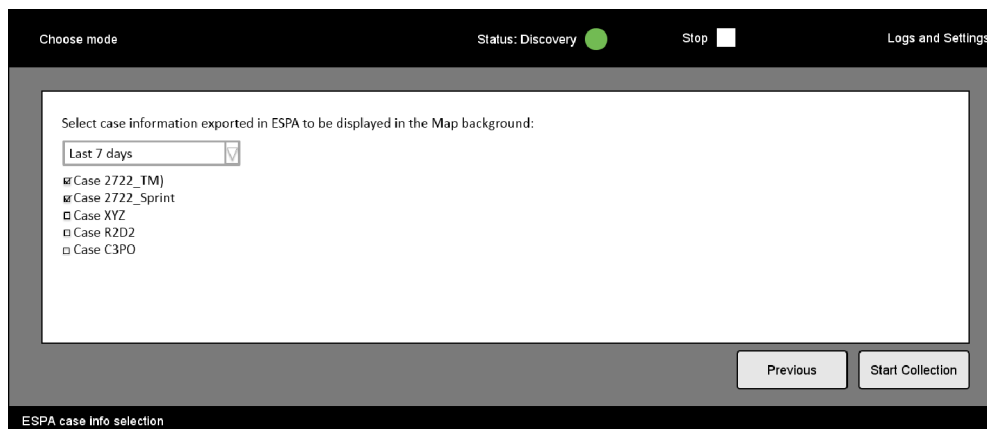 Choose mode
Status: Discovery
Stop
Logs and Settings
Select case information exported in ESPA to be displayed in the Map background:
Last 7 days
Case 2722_TM)
Case 2722_Sprint
Case XYZ
Case R2D2
Case C3PO
Previous
Start Collection
ESPA case info selection